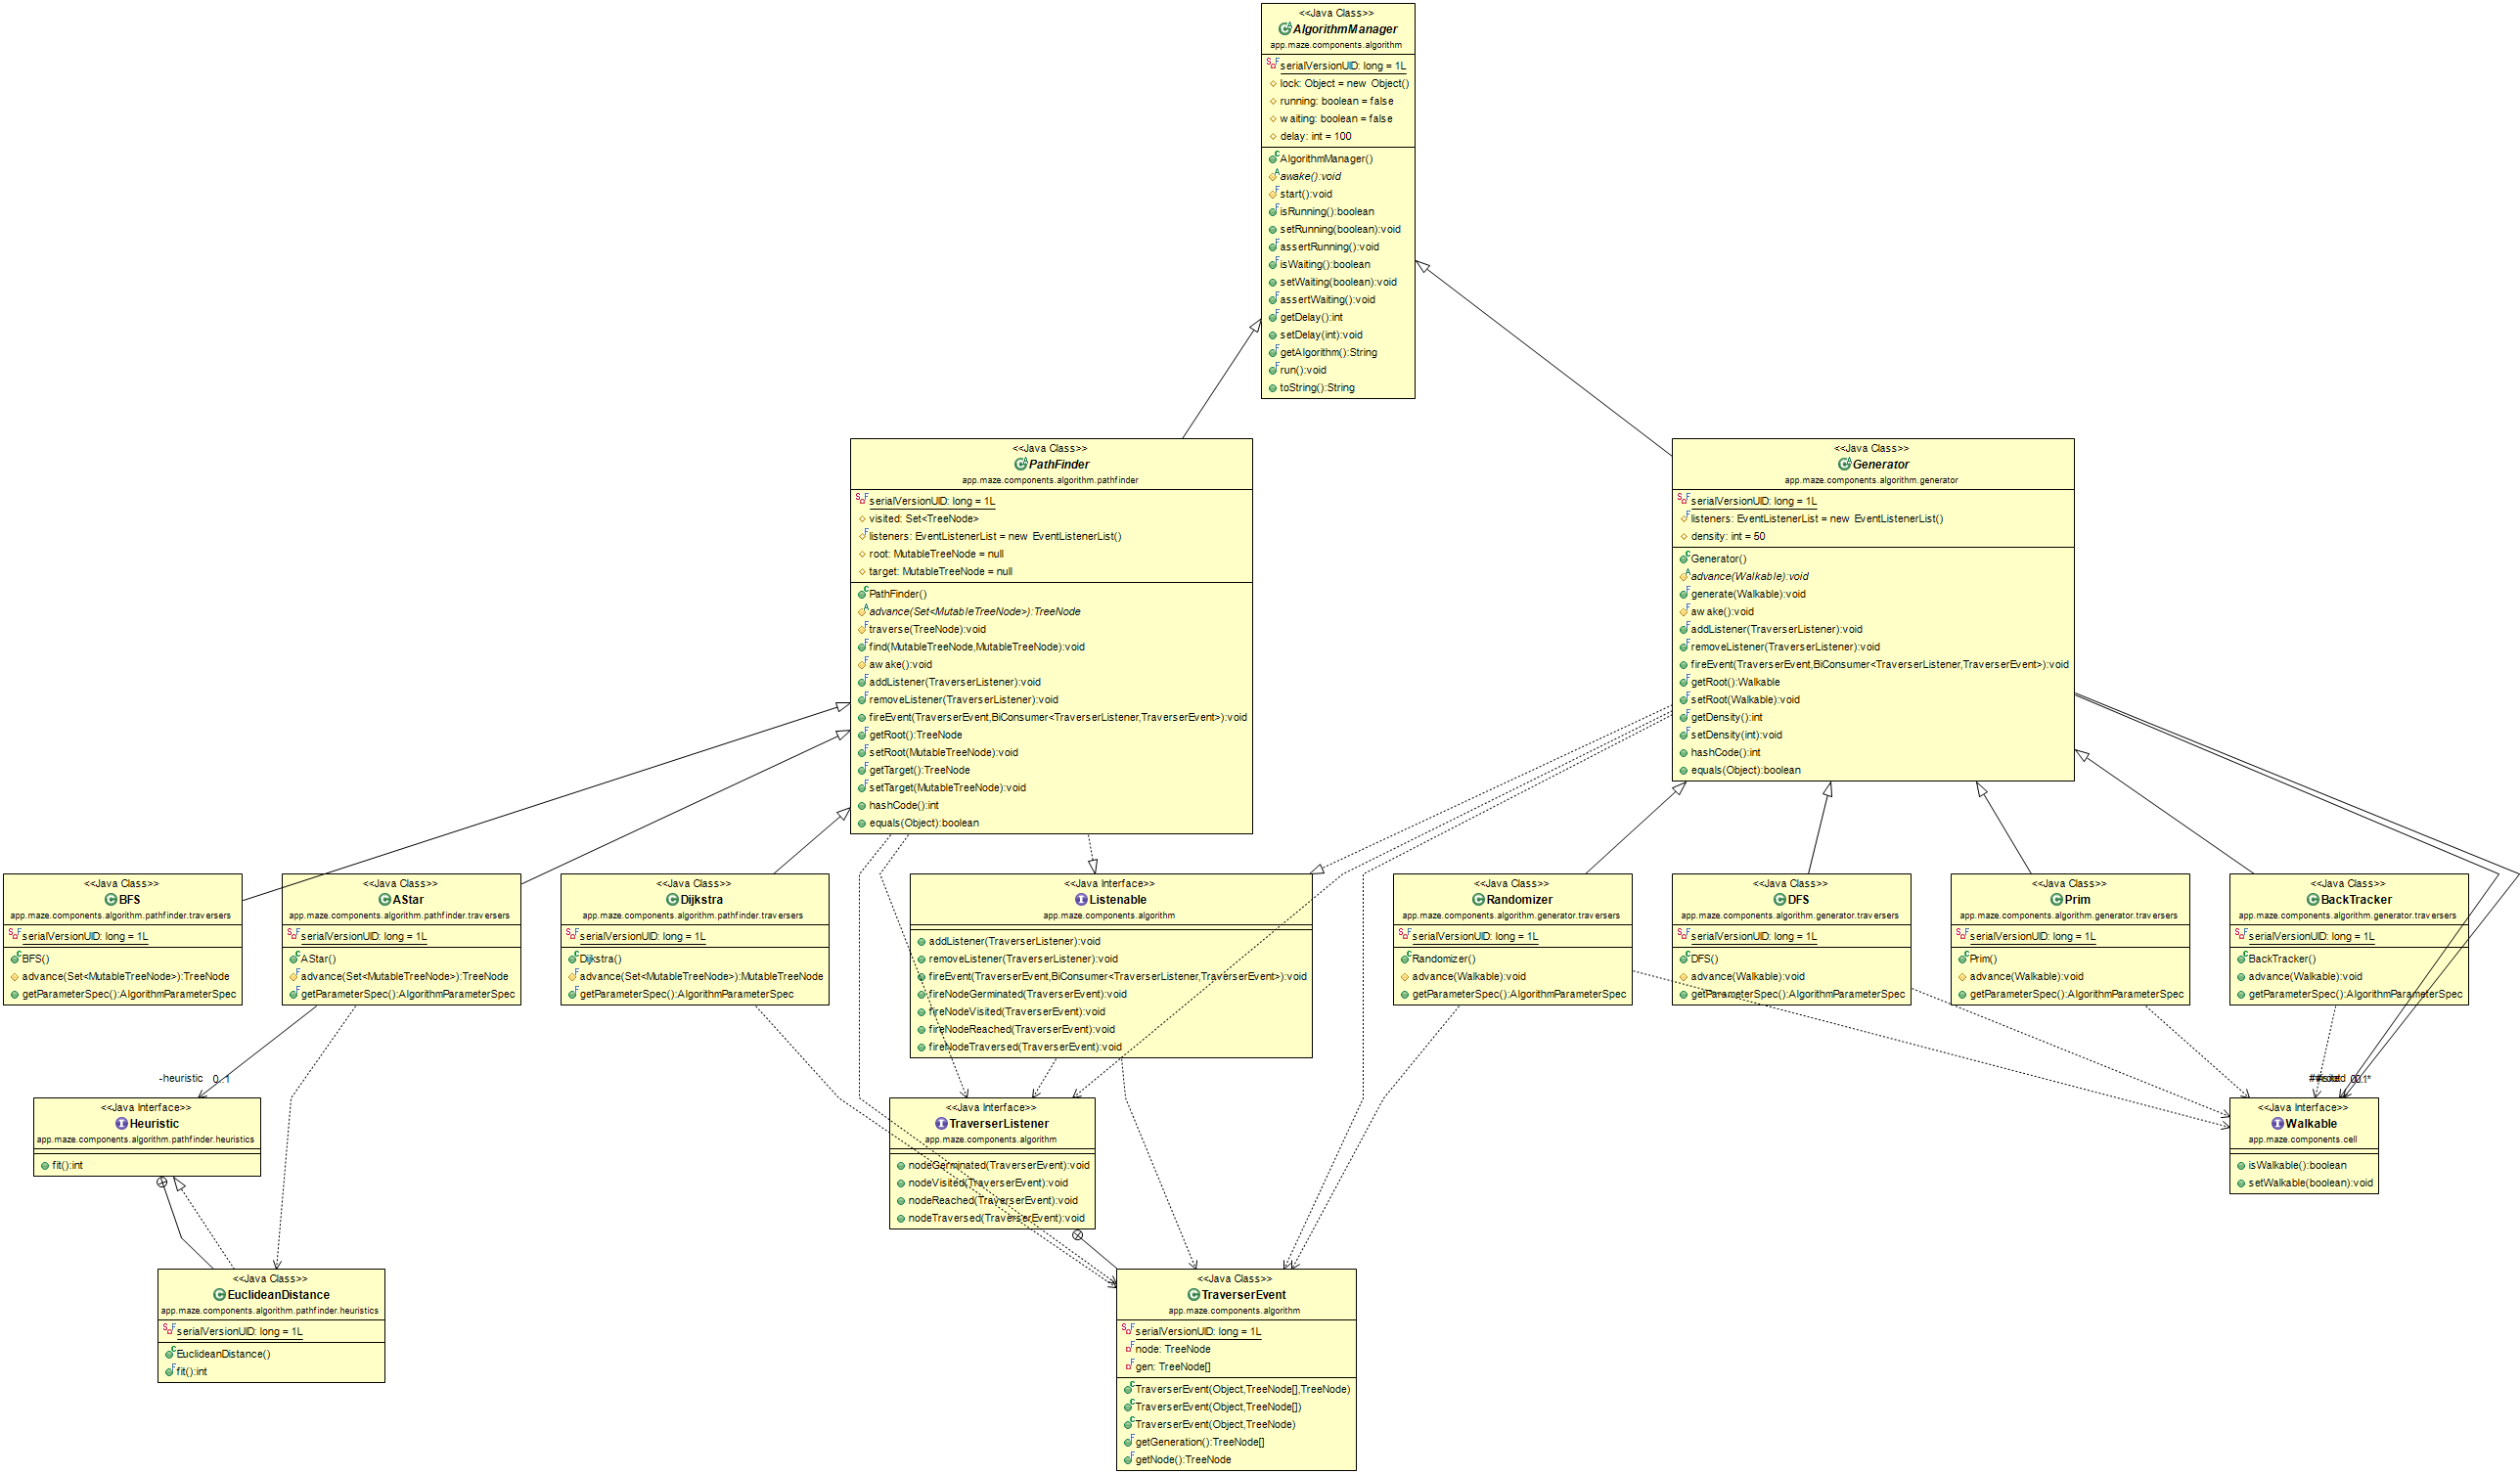 <<Java Class>>
AlgorithmManager
app.maze.components.algorithm
serialVersionUID: long = 1L
lock: Object = new Object()
running: boolean = false
waiting: boolean = false
delay: int = 100
AlgorithmManager()
awake():void
start():void
isRunning():boolean
setRunning(boolean):void
assertRunning():void
isWaiting():boolean
setWaiting(boolean):void
assertWaiting():void
getDelay():int
setDelay(int):void
getAlgorithm():String
run():void
toString():String
<<Java Class>>
PathFinder
app.maze.components.algorithm.pathfinder
serialVersionUID: long = 1L
visited: Set<TreeNode>
listeners: EventListenerList = new EventListenerList()
root: MutableTreeNode = null
target: MutableTreeNode = null
PathFinder()
advance(Set<MutableTreeNode>):TreeNode
traverse(TreeNode):void
find(MutableTreeNode,MutableTreeNode):void
awake():void
addListener(TraverserListener):void
removeListener(TraverserListener):void
fireEvent(TraverserEvent,BiConsumer<TraverserListener,TraverserEvent>):void
getRoot():TreeNode
setRoot(MutableTreeNode):void
getTarget():TreeNode
setTarget(MutableTreeNode):void
hashCode():int
equals(Object):boolean
<<Java Class>>
Generator
app.maze.components.algorithm.generator
serialVersionUID: long = 1L
listeners: EventListenerList = new EventListenerList()
density: int = 50
Generator()
advance(Walkable):void
generate(Walkable):void
awake():void
addListener(TraverserListener):void
removeListener(TraverserListener):void
fireEvent(TraverserEvent,BiConsumer<TraverserListener,TraverserEvent>):void
getRoot():Walkable
setRoot(Walkable):void
getDensity():int
setDensity(int):void
hashCode():int
equals(Object):boolean
<<Java Class>>
BFS
app.maze.components.algorithm.pathfinder.traversers
serialVersionUID: long = 1L
BFS()
advance(Set<MutableTreeNode>):TreeNode
getParameterSpec():AlgorithmParameterSpec
<<Java Class>>
AStar
app.maze.components.algorithm.pathfinder.traversers
serialVersionUID: long = 1L
AStar()
advance(Set<MutableTreeNode>):TreeNode
getParameterSpec():AlgorithmParameterSpec
<<Java Class>>
Dijkstra
app.maze.components.algorithm.pathfinder.traversers
serialVersionUID: long = 1L
Dijkstra()
advance(Set<MutableTreeNode>):MutableTreeNode
getParameterSpec():AlgorithmParameterSpec
<<Java Interface>>
Listenable
app.maze.components.algorithm
addListener(TraverserListener):void
removeListener(TraverserListener):void
fireEvent(TraverserEvent,BiConsumer<TraverserListener,TraverserEvent>):void
fireNodeGerminated(TraverserEvent):void
fireNodeVisited(TraverserEvent):void
fireNodeReached(TraverserEvent):void
fireNodeTraversed(TraverserEvent):void
<<Java Class>>
Randomizer
app.maze.components.algorithm.generator.traversers
serialVersionUID: long = 1L
Randomizer()
advance(Walkable):void
getParameterSpec():AlgorithmParameterSpec
<<Java Class>>
DFS
app.maze.components.algorithm.generator.traversers
serialVersionUID: long = 1L
DFS()
advance(Walkable):void
getParameterSpec():AlgorithmParameterSpec
<<Java Class>>
Prim
app.maze.components.algorithm.generator.traversers
serialVersionUID: long = 1L
Prim()
advance(Walkable):void
getParameterSpec():AlgorithmParameterSpec
<<Java Class>>
BackTracker
app.maze.components.algorithm.generator.traversers
serialVersionUID: long = 1L
BackTracker()
advance(Walkable):void
getParameterSpec():AlgorithmParameterSpec
-heuristic 0..1
<<Java Interface>>
Heuristic
app.maze.components.algorithm.pathfinder.heuristics
fit():int
<<Java Interface>>
TraverserListener
app.maze.components.algorithm
nodeGerminated(TraverserEvent):void
nodeVisited(TraverserEvent):void
nodeReached(TraverserEvent):void
nodeTraversed(TraverserEvent):void
<<Java Interface>>
Walkable
app.maze.components.cell
isWalkable():boolean
setWalkable(boolean):void
<<Java Class>>
EuclideanDistance
app.maze.components.algorithm.pathfinder.heuristics
serialVersionUID: long = 1L
EuclideanDistance()
fit():int
<<Java Class>>
TraverserEvent
app.maze.components.algorithm
serialVersionUID: long = 1L
node: TreeNode
gen: TreeNode[]
TraverserEvent(Object,TreeNode[],TreeNode)
TraverserEvent(Object,TreeNode[])
TraverserEvent(Object,TreeNode)
getGeneration():TreeNode[]
getNode():TreeNode